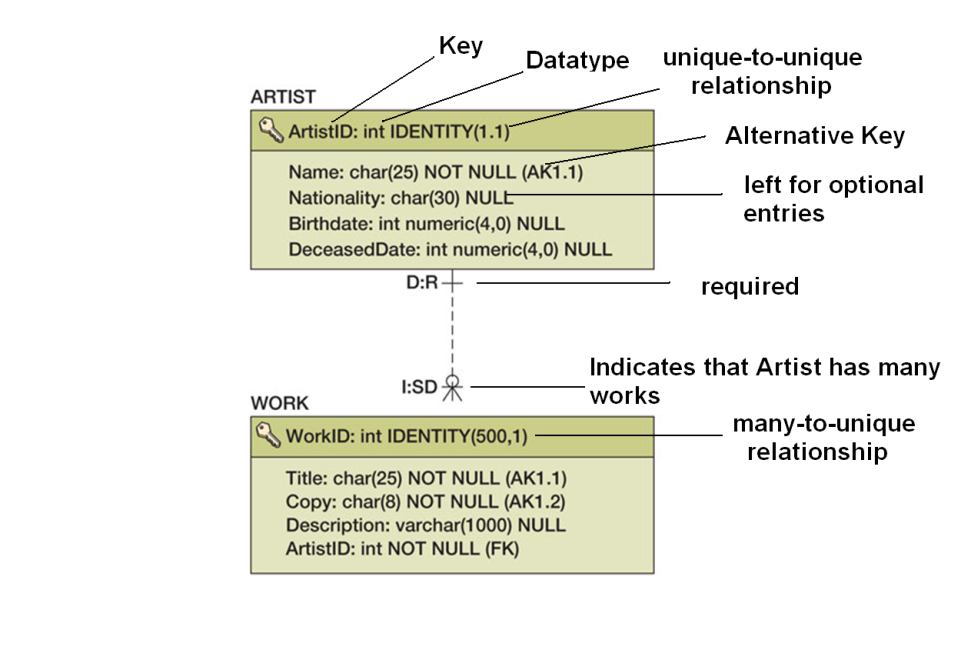 Key
Datatype
unique-to-unique
relationship
ARTIST
ArtistID: int IDENTITY(1.1)
Alternative Key
Name: char(25) NOT NULL (AK1.1)
Nationality: char(30) NULL
left for optional
entries
Birthdate: int numeric(4,0) NULL
DeceasedDate: int numeric(4,0) NULL
D:R
required
Indicates that Artist has many
works
I:SD
WORK
many-to-unique
relationship
WorkID: int IDENTITY(500,1)
Title: char(25) NOT NULL (AK1.1)
Copy: char(8) NOT NULL (AK1.2)
Description: varchar(1000) NULL
ArtistID: int NOT NULL (FK)